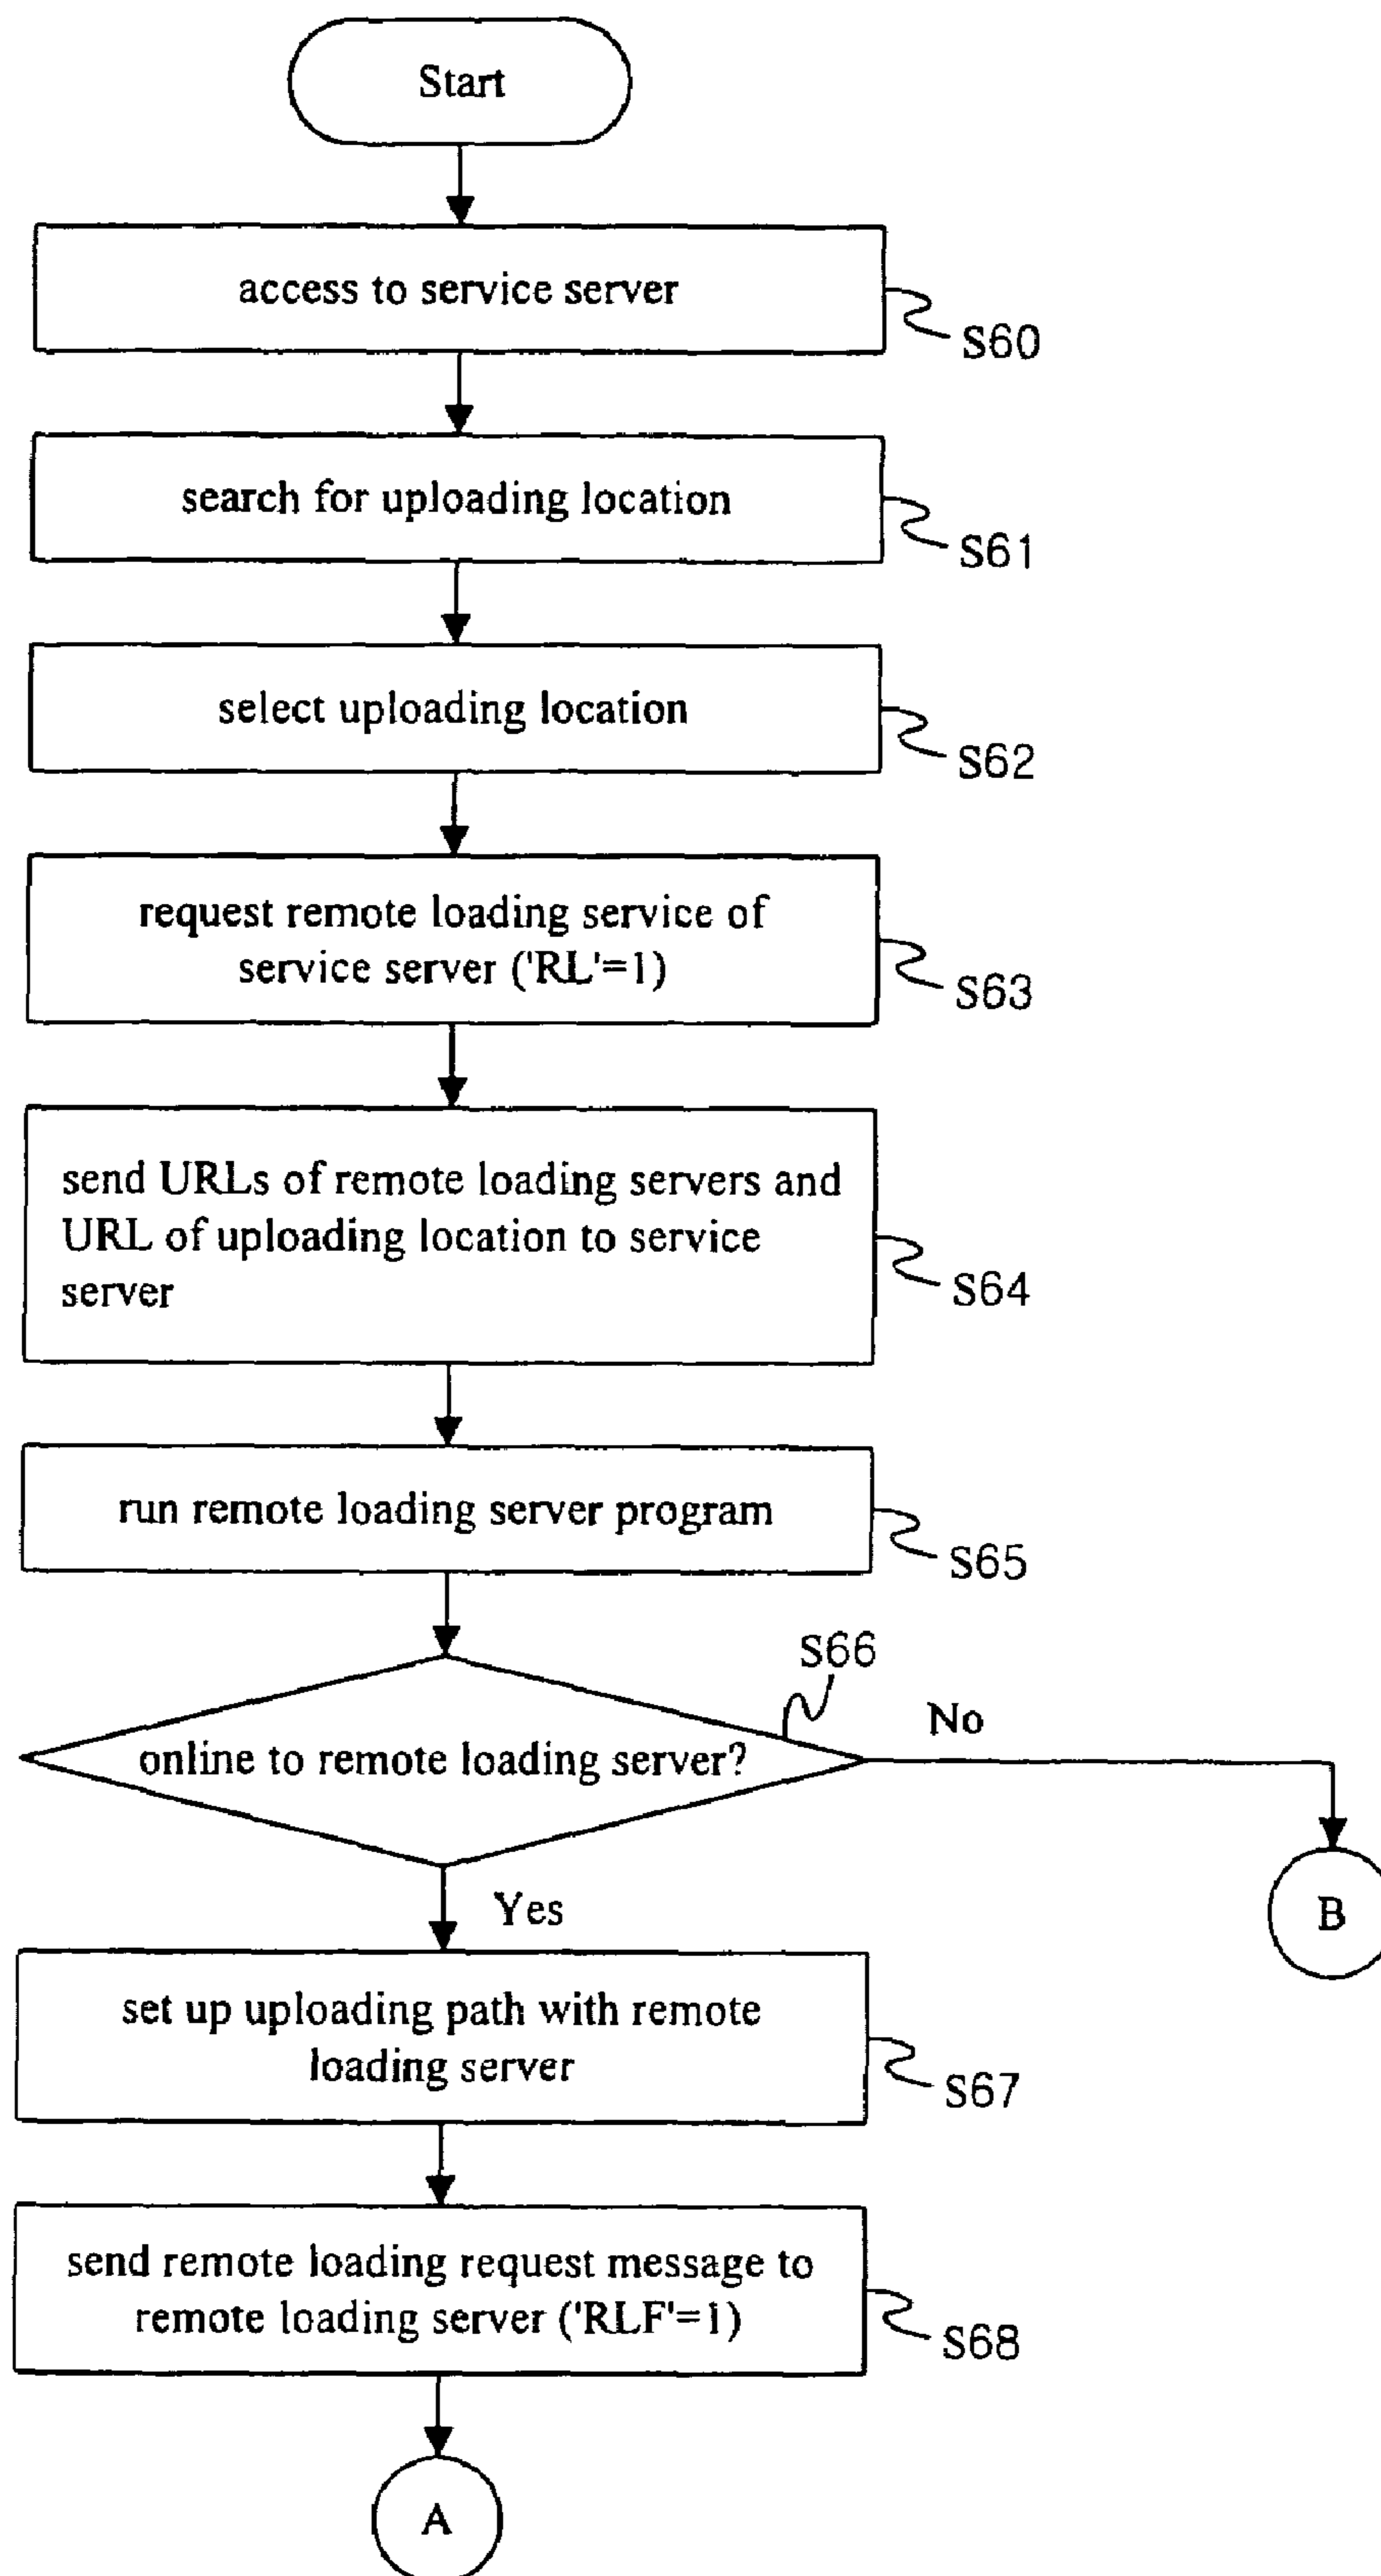 Start
access to service server
S60
search for uploading location
S61
select uploading location
S62
request remote loading service of
service server ('RL'=1)
S63
send URLs of remote loading servers and
URL of uploading location to service
server
S64
run remote loading server program
S65
S66
online to remote loading server?
No
B
Yes
set up uploading path with remote
loading server
S67
send remote loading request message to
remote loading server ('RLF'=1)
S68
A